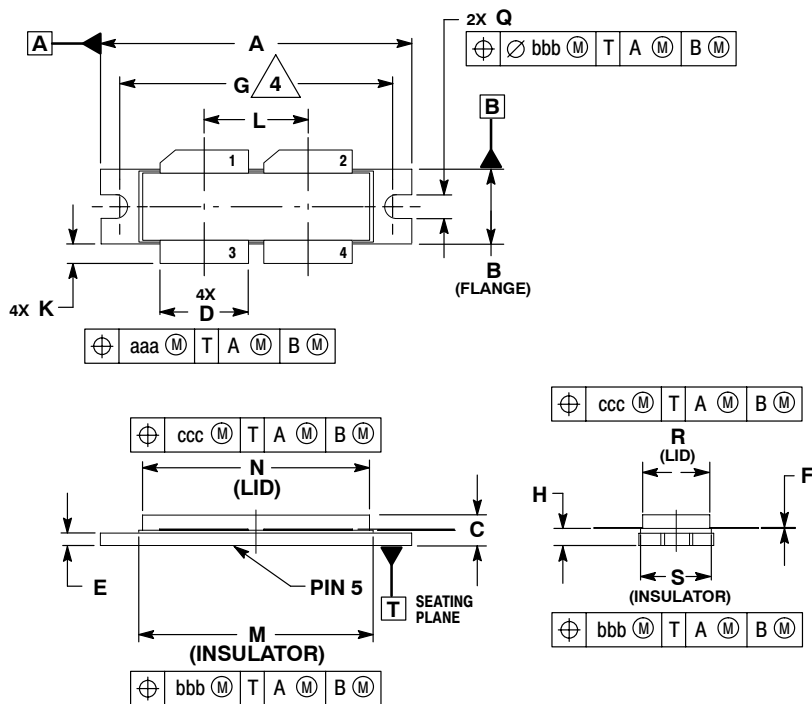 2X Q
A
A
⌖ ∅ bbb Ⓜ T A Ⓜ B Ⓜ
G 4
L
B
1 2
3 4
B
(FLANGE)
4X K
4X
D
⌖ aaa Ⓜ T A Ⓜ B Ⓜ
⌖ ccc Ⓜ T A Ⓜ B Ⓜ
N
(LID)
C
E
PIN 5
T SEATING
PLANE
M
(INSULATOR)
⌖ bbb Ⓜ T A Ⓜ B Ⓜ
⌖ ccc Ⓜ T A Ⓜ B Ⓜ
R
(LID)
F
H
S
(INSULATOR)
⌖ bbb Ⓜ T A Ⓜ B Ⓜ